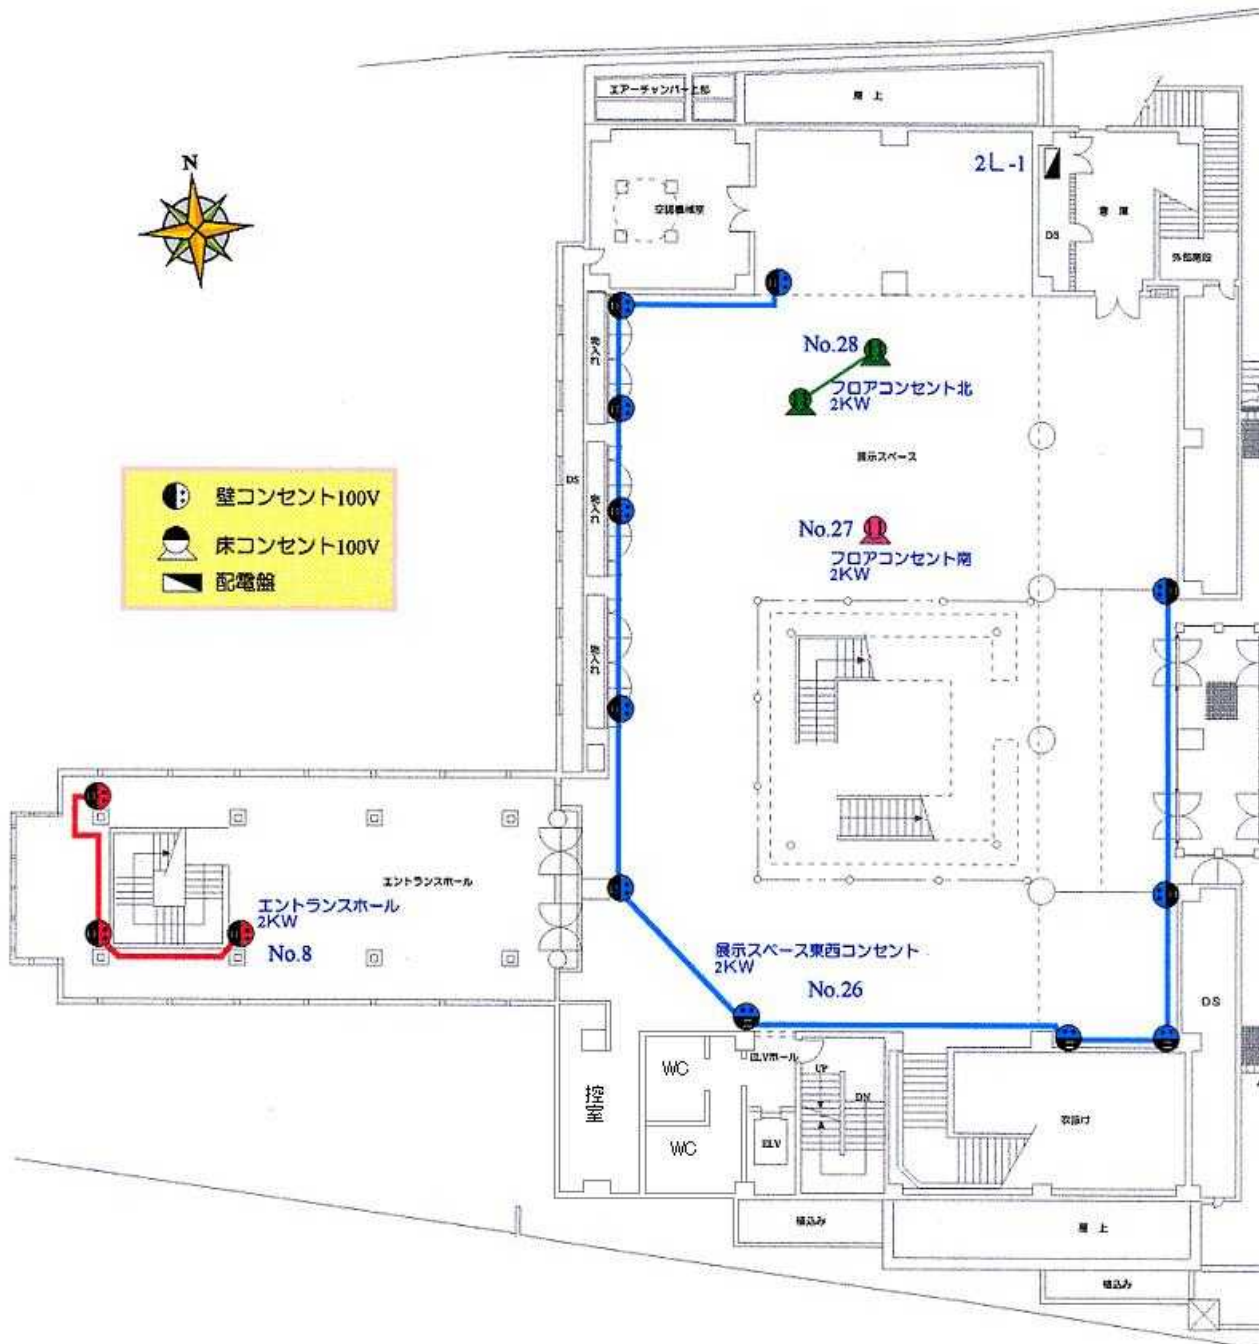 エアーチャンバー上部
屋上
N
2L-1
空調機械室
倉庫
DS
外部階段
物入れ
No.28
フロアコンセント北
2KW
展示スペース
DS
物入れ
壁コンセント100V
床コンセント100V
配電盤
No.27
フロアコンセント南
2KW
物入れ
エントランスホール
エントランスホール
2KW
No.8
展示スペース東西コンセント
2KW
No.26
DS
ELVホール
UP
WC
DN
控室
吹抜け
WC
ELV
植込み
屋上
植込み